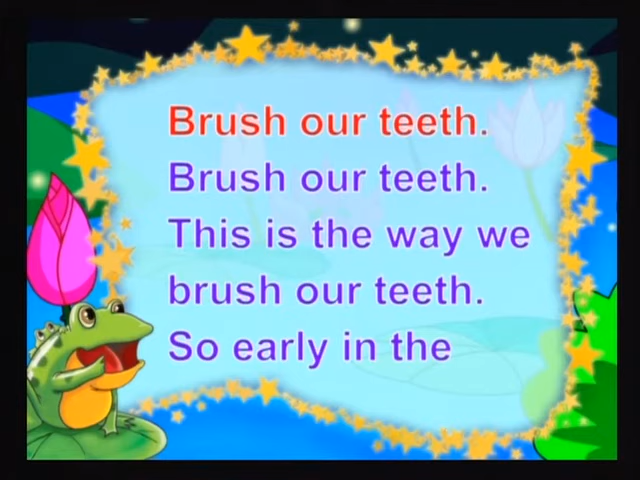 Brush our teeth.
Brush our teeth.
This is the way we
brush our teeth.
So early in the